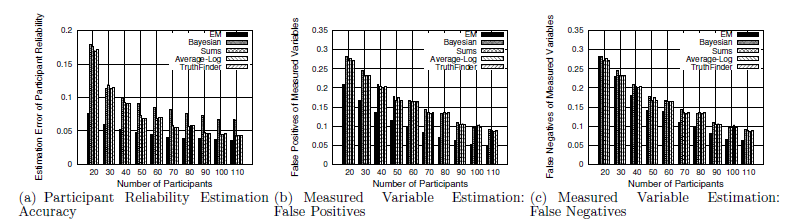 Estimation Error of Participant Reliability
0.2
0.15
0.1
0.05
0
EM
Bayesian
Sums
Average-Log
TruthFinder
20 30 40 50 60 70 80 90 100 110
Number of Participants
(a) Participant Reliability Estimation
Accuracy
False Positives of Measured Variables
0.35
0.3
0.25
0.2
0.15
0.1
0.05
0
EM
Bayesian
Sums
Average-Log
TruthFinder
20 30 40 50 60 70 80 90 100 110
Number of Participants
(b) Measured Variable Estimation:
False Positives
False Negatives of Measured Variables
0.35
0.3
0.25
0.2
0.15
0.1
0.05
0
EM
Bayesian
Sums
Average-Log
TruthFinder
20 30 40 50 60 70 80 90 100 110
Number of Participants
(c) Measured Variable Estimation:
False Negatives